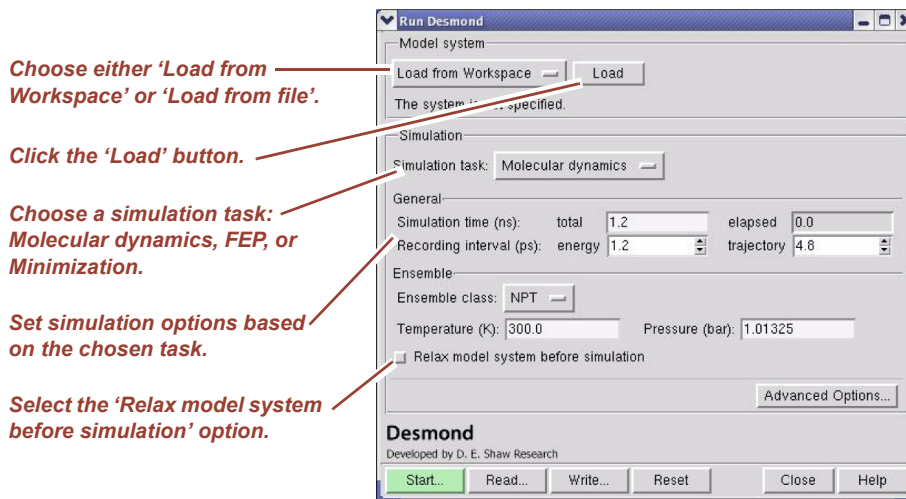 Run Desmond
Model system
Choose either ‘Load from
Workspace’ or ‘Load from file’.
Load from Workspace
Load
The system is not specified.
Click the ‘Load’ button.
Simulation
Simulation task: Molecular dynamics
Choose a simulation task:
Molecular dynamics, FEP, or
Minimization.
General
Simulation time (ns): total 1.2 elapsed 0.0
Recording interval (ps): energy 1.2 trajectory 4.8
Ensemble
Ensemble class: NPT
Set simulation options based
on the chosen task.
Temperature (K): 300.0 Pressure (bar): 1.01325
Relax model system before simulation
Select the ‘Relax model system
before simulation’ option.
Advanced Options...
Desmond
Developed by D. E. Shaw Research
Start... Read... Write... Reset Close Help